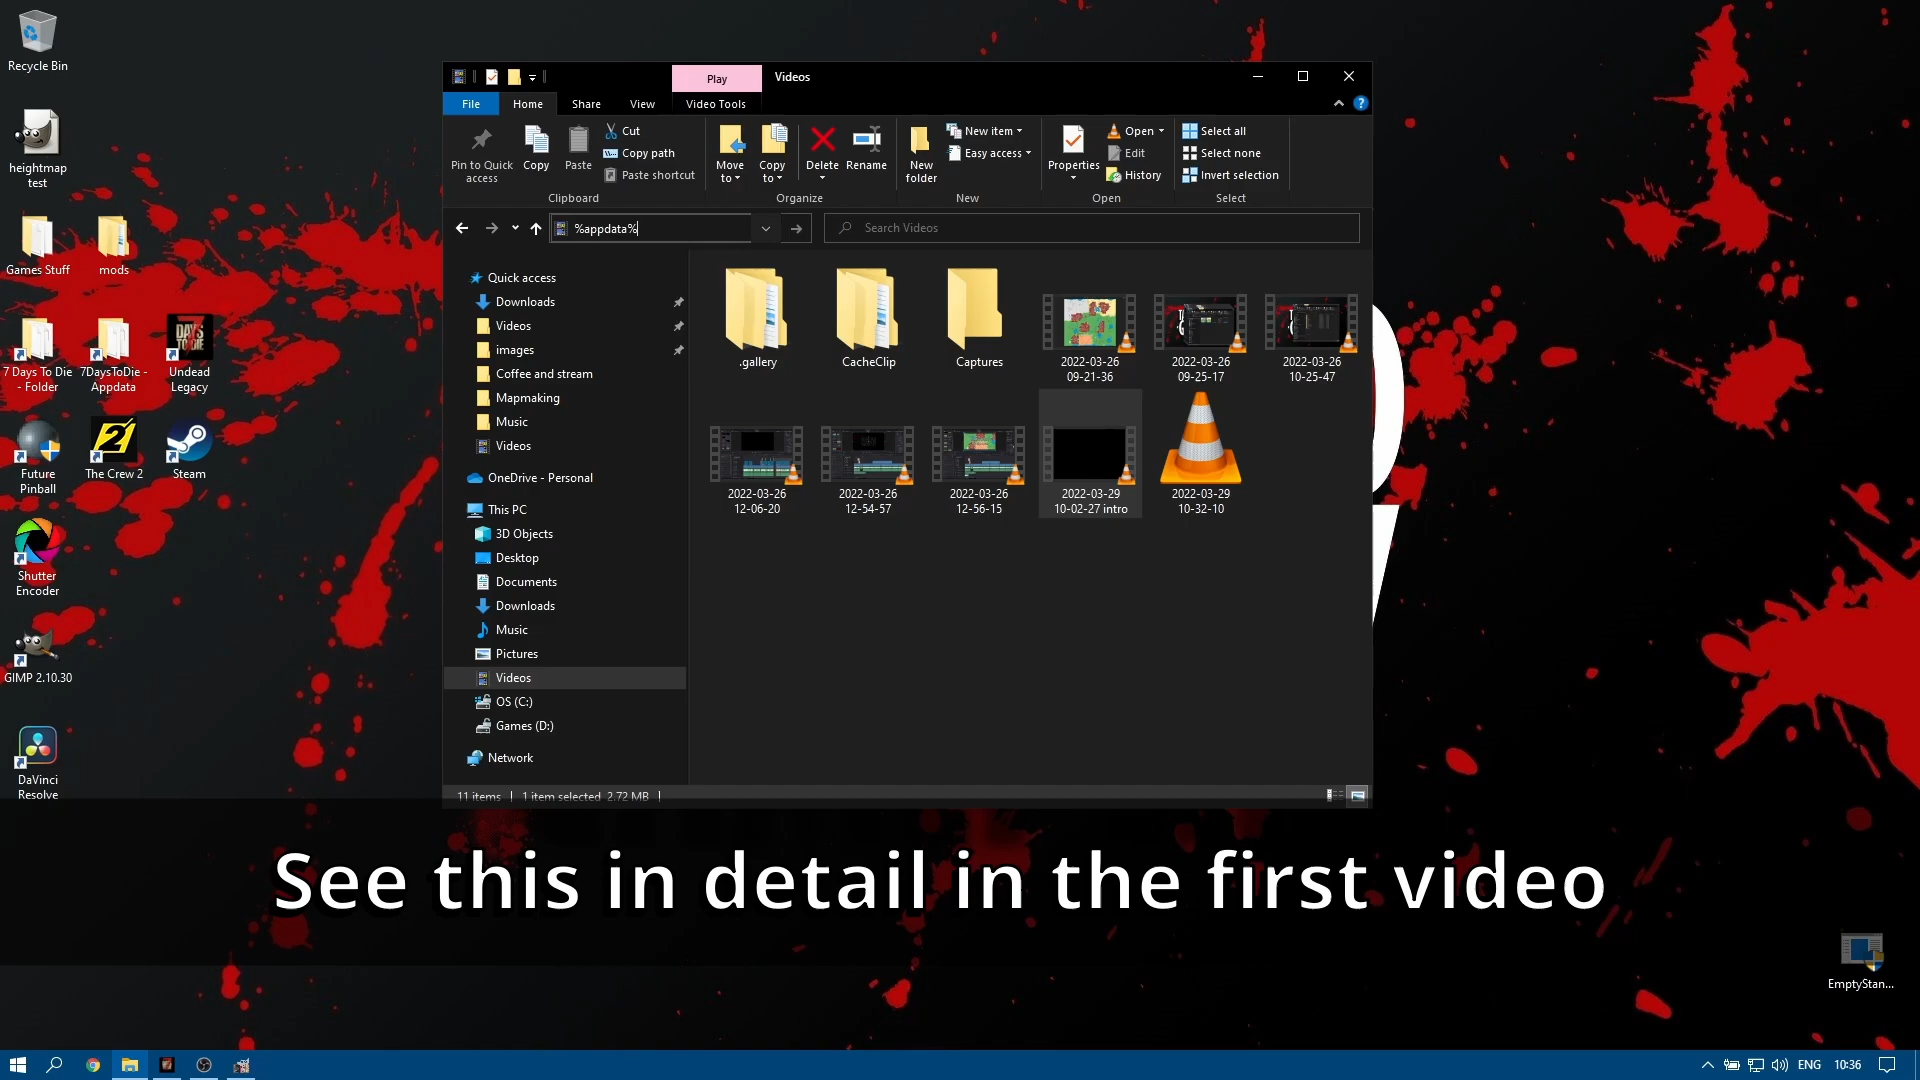 Recycle Bin
heightmap
test
Games Stuff
mods
7 Days To Die
- Folder
7DaysToDie -
Appdata
DAYS
TO DIE
Undead
Legacy
Future
Pinball
The Crew 2
Steam
Shutter
Encoder
GIMP 2.10.30
DaVinci
Resolve
Play
Videos
File
Home
Share
View
Video Tools
Pin to Quick
access
Copy
Paste
Cut
Copy path
Paste shortcut
Clipboard
Move
to
Copy
to
Delete
Rename
Organize
New
folder
New item
Easy access
New
Properties
Open
Edit
History
Open
Select all
Select none
Invert selection
Select
%appdata%
Search Videos
Quick access
Downloads
Videos
images
Coffee and stream
Mapmaking
Music
Videos
OneDrive - Personal
This PC
3D Objects
Desktop
Documents
Downloads
Music
Pictures
Videos
OS (C:)
Games (D:)
Network
.gallery
CacheClip
Captures
2022-03-26
09-21-36
2022-03-26
09-25-17
2022-03-26
10-25-47
2022-03-26
12-06-20
2022-03-26
12-54-57
2022-03-26
12-56-15
2022-03-29
10-02-27 intro
2022-03-29
10-32-10
11 items
1 item selected 2.72 MB
See this in detail in the first video
EmptyStan...
ENG
10:36